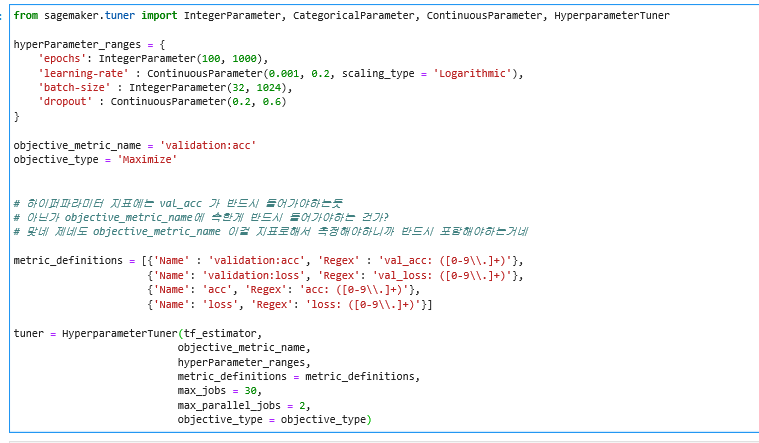 from sagemaker.tuner import IntegerParameter, CategoricalParameter, ContinuousParameter, HyperparameterTuner
hyperParameter_ranges = {
    'epochs': IntegerParameter(100, 1000),
    'learning-rate' : ContinuousParameter(0.001, 0.2, scaling_type = 'Logarithmic'),
    'batch-size' : IntegerParameter(32, 1024),
    'dropout' : ContinuousParameter(0.2, 0.6)
}
objective_metric_name = 'validation:acc'
objective_type = 'Maximize'
# 하이퍼파라미터 지표에는 val_acc 가 반드시 들어가야하는듯
# 아닌가 objective_metric_name에 속한게 반드시 들어가야하는 건가?
# 맞네 제네도 objective_metric_name 이걸 지표로해서 측정해야하니까 반드시 포함해야하는거네
metric_definitions = [{'Name' : 'validation:acc', 'Regex' : 'val_acc: ([0-9\\.]+)'},
                      {'Name': 'validation:loss', 'Regex': 'val_loss: ([0-9\\.]+)'},
                      {'Name': 'acc', 'Regex': 'acc: ([0-9\\.]+)'},
                      {'Name': 'loss', 'Regex': 'loss: ([0-9\\.]+)'}]
tuner = HyperparameterTuner(tf_estimator,
                            objective_metric_name,
                            hyperParameter_ranges,
                            metric_definitions = metric_definitions,
                            max_jobs = 30,
                            max_parallel_jobs = 2,
                            objective_type = objective_type)